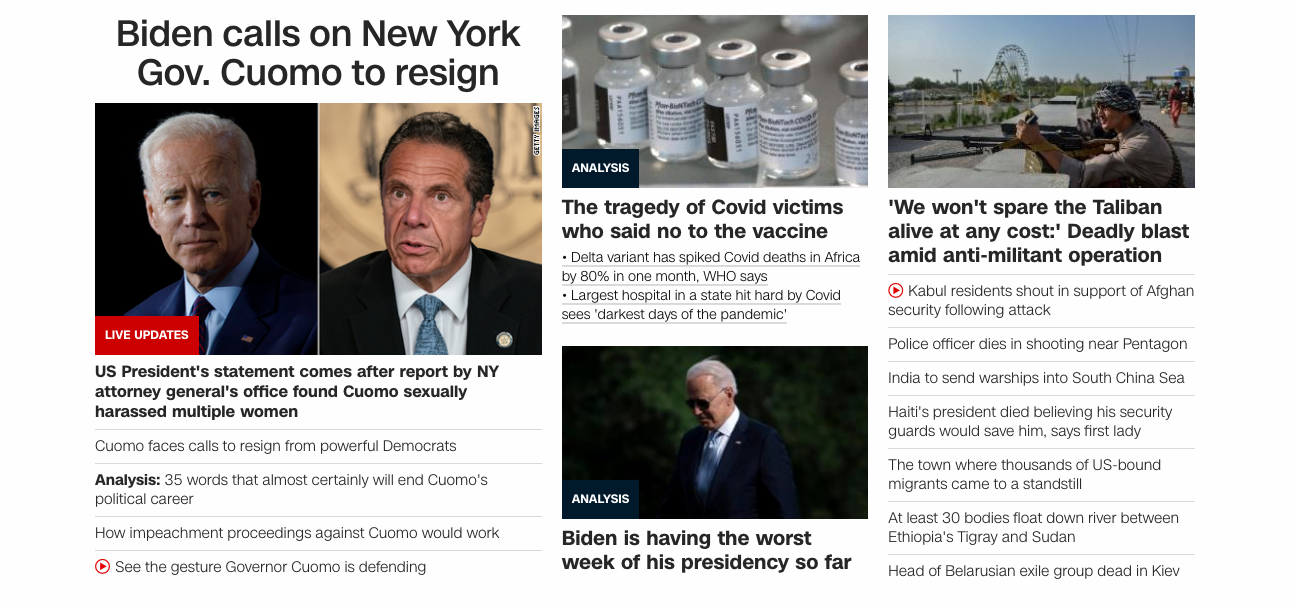 Biden calls on New York
Gov. Cuomo to resign
GETTY IMAGES
LIVE UPDATES
US President's statement comes after report by NY
attorney general's office found Cuomo sexually
harassed multiple women
Cuomo faces calls to resign from powerful Democrats
Analysis: 35 words that almost certainly will end Cuomo's
political career
How impeachment proceedings against Cuomo would work
See the gesture Governor Cuomo is defending
ANALYSIS
The tragedy of Covid victims
who said no to the vaccine
• Delta variant has spiked Covid deaths in Africa
by 80% in one month, WHO says
• Largest hospital in a state hit hard by Covid
sees 'darkest days of the pandemic'
ANALYSIS
Biden is having the worst
week of his presidency so far
'We won't spare the Taliban
alive at any cost:' Deadly blast
amid anti-militant operation
Kabul residents shout in support of Afghan
security following attack
Police officer dies in shooting near Pentagon
India to send warships into South China Sea
Haiti's president died believing his security
guards would save him, says first lady
The town where thousands of US-bound
migrants came to a standstill
At least 30 bodies float down river between
Ethiopia's Tigray and Sudan
Head of Belarusian exile group dead in Kiev